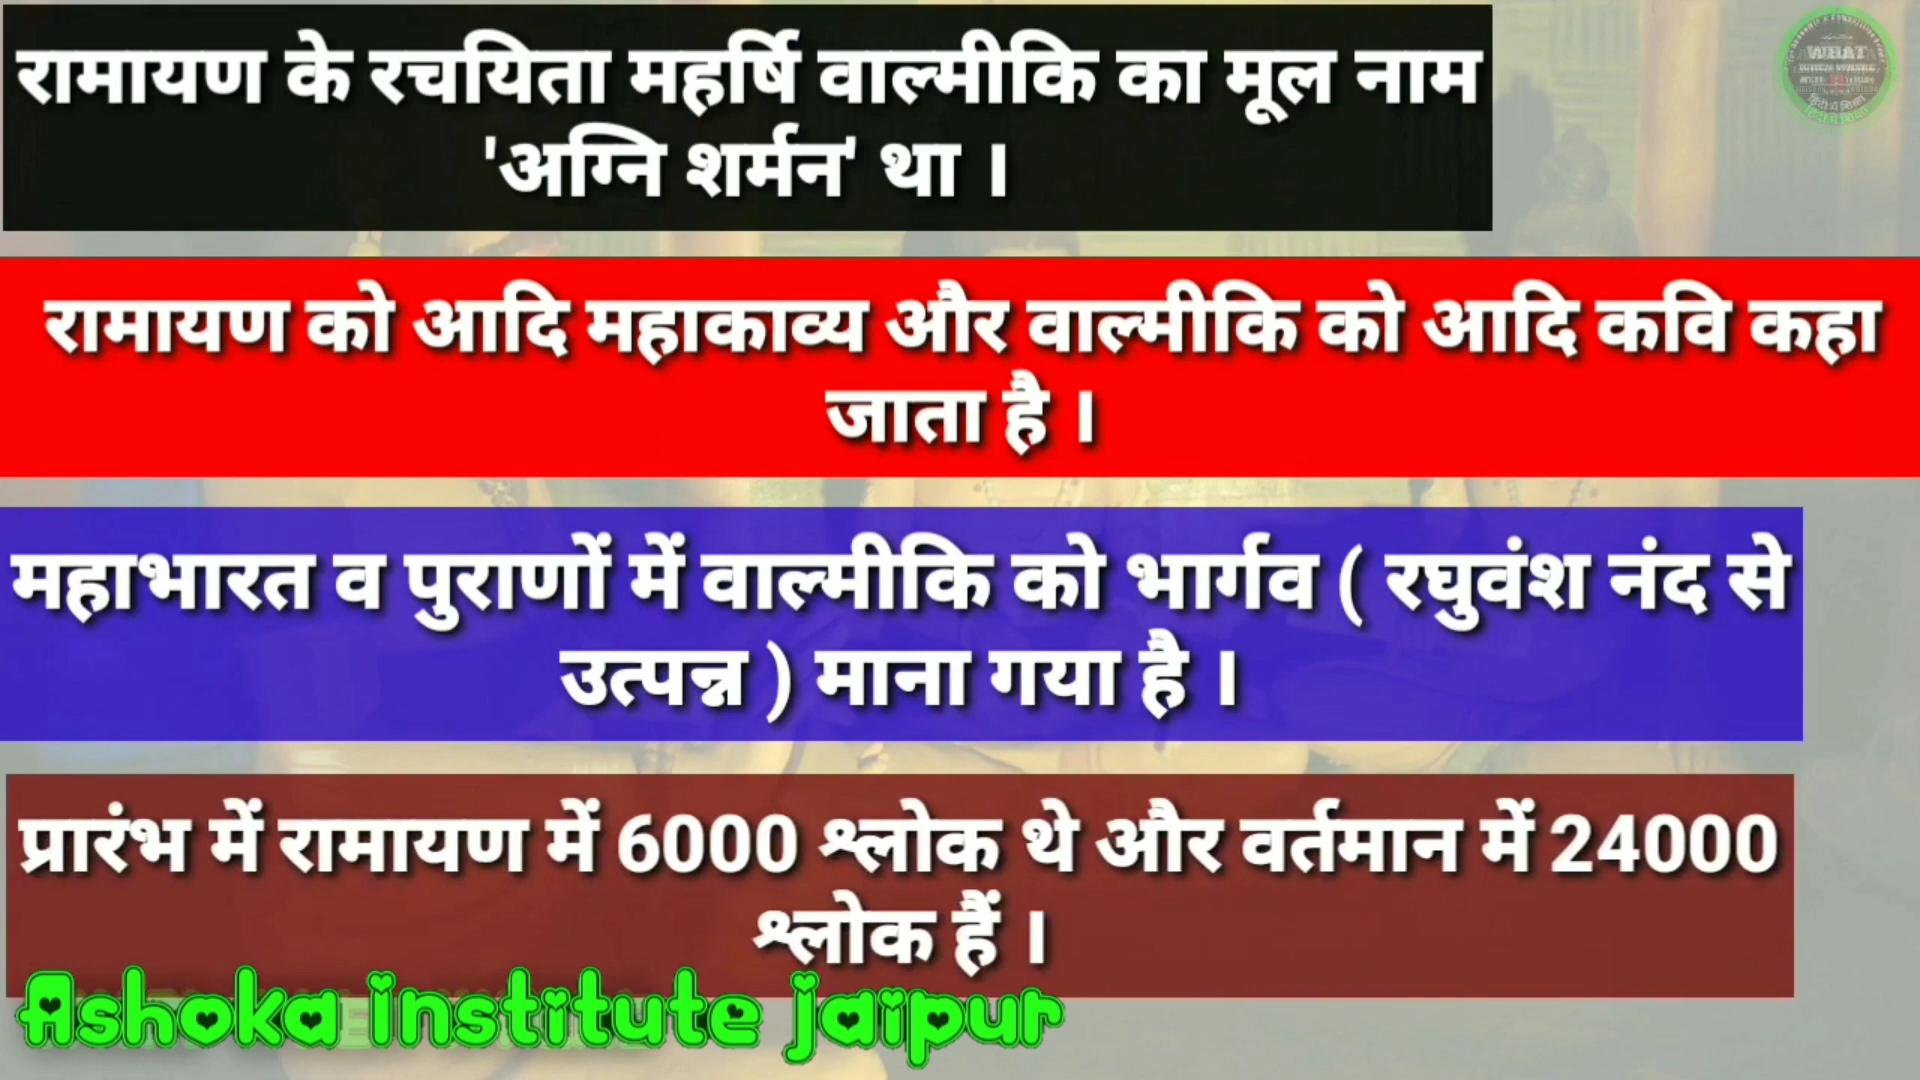 रामायण के रचयिता महर्षि वाल्मीकि का मूल नाम
'अग्नि शर्मन' था ।
रामायण को आदि महाकाव्य और वाल्मीकि को आदि कवि कहा
जाता है ।
महाभारत व पुराणों में वाल्मीकि को भार्गव ( रघुवंश नंद से
उत्पन्न ) माना गया है ।
प्रारंभ में रामायण में 6000 श्लोक थे और वर्तमान में 24000
श्लोक हैं ।
Ashoka institute jaipur
WHAT